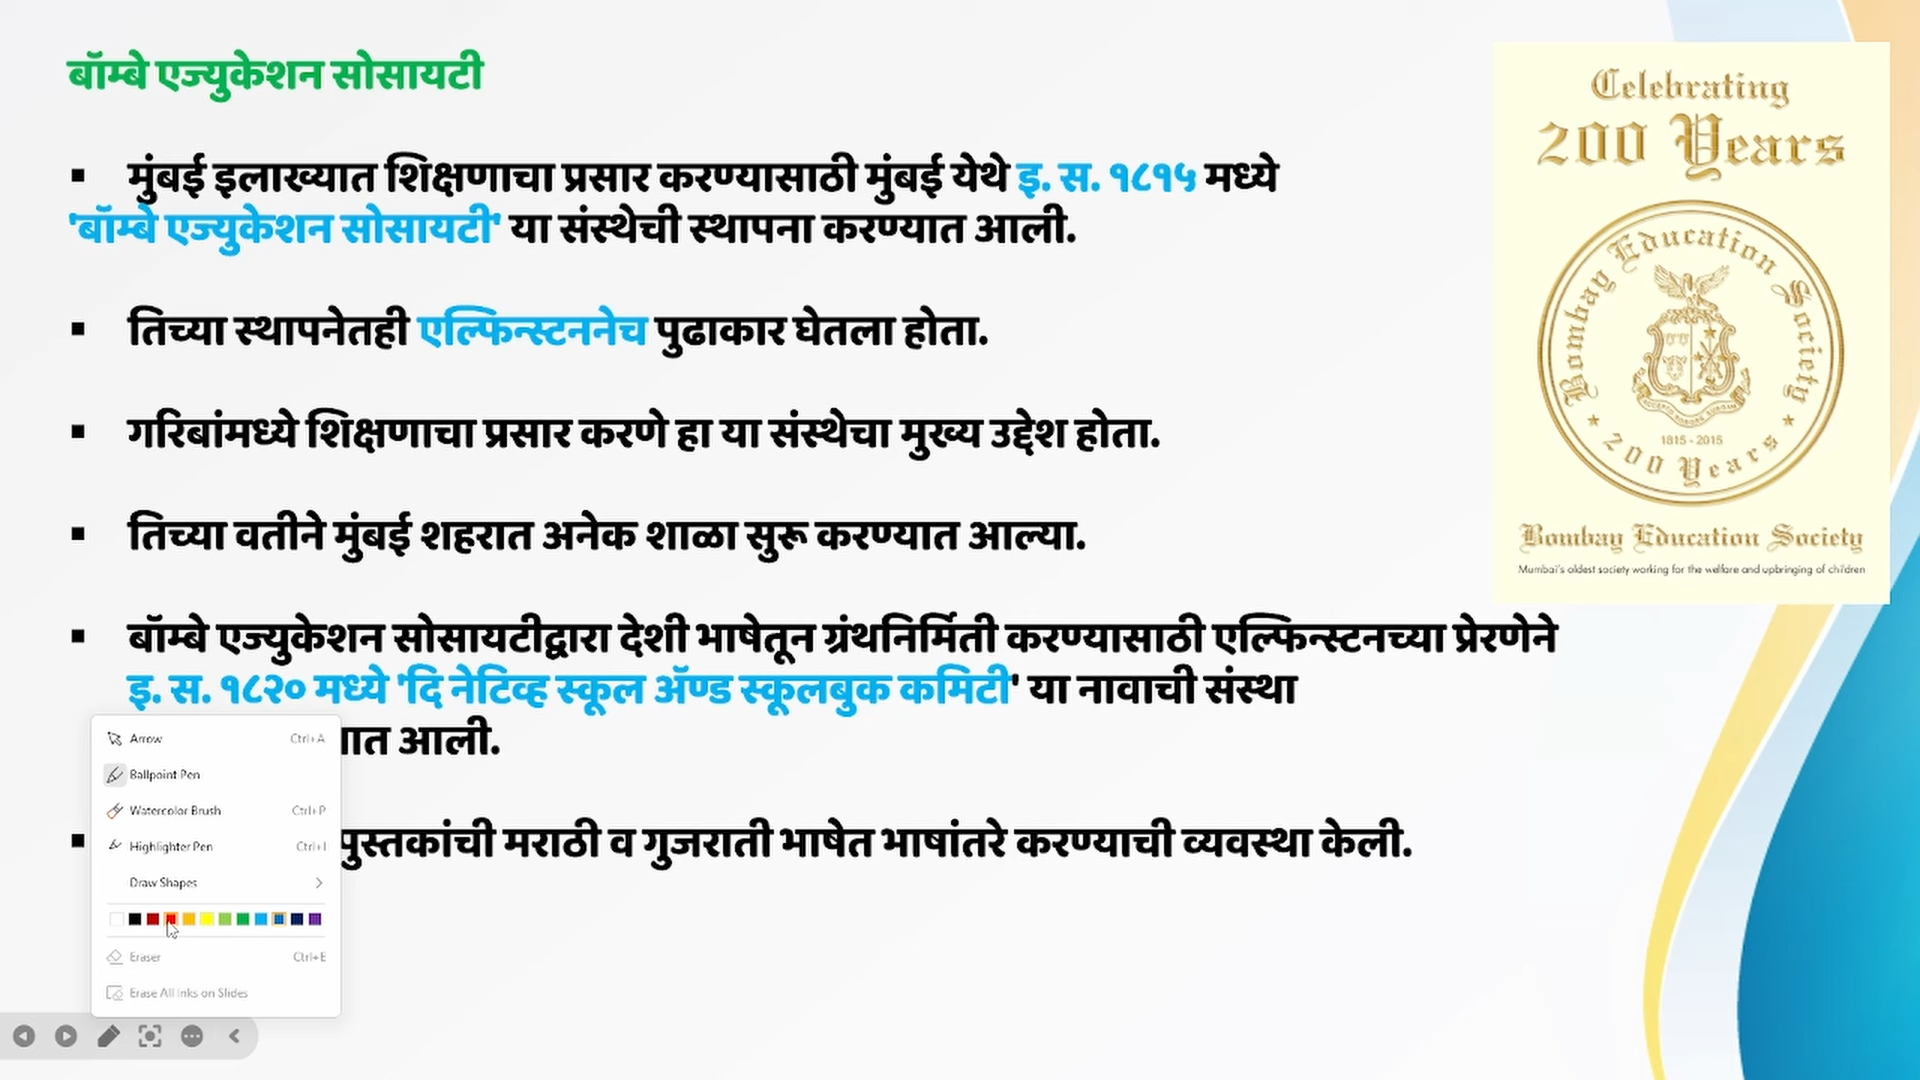 बॉम्बे एज्युकेशन सोसायटी
▪ मुंबई इलाख्यात शिक्षणाचा प्रसार करण्यासाठी मुंबई येथे इ. स. १८१५ मध्ये
'बॉम्बे एज्युकेशन सोसायटी' या संस्थेची स्थापना करण्यात आली.
▪ तिच्या स्थापनेतही एल्फिन्स्टननेच पुढाकार घेतला होता.
▪ गरिबांमध्ये शिक्षणाचा प्रसार करणे हा या संस्थेचा मुख्य उद्देश होता.
▪ तिच्या वतीने मुंबई शहरात अनेक शाळा सुरू करण्यात आल्या.
▪ बॉम्बे एज्युकेशन सोसायटीद्वारा देशी भाषेतून ग्रंथनिर्मिती करण्यासाठी एल्फिन्स्टनच्या प्रेरणेने
इ. स. १८२० मध्ये 'दि नेटिव्ह स्कूल ॲण्ड स्कूलबुक कमिटी' या नावाची संस्था
ात आली.
▪ पुस्तकांची मराठी व गुजराती भाषेत भाषांतरे करण्याची व्यवस्था केली.
Celebrating
200 Years
Bombay Education Society
1815 - 2015
200 Years
Bombay Education Society
Mumbai's oldest society working for the welfare and upbringing of children
Arrow Ctrl+A
Ballpoint Pen
Watercolor Brush Ctrl+P
Highlighter Pen Ctrl+I
Draw Shapes
Eraser Ctrl+E
Erase All Inks on Slides